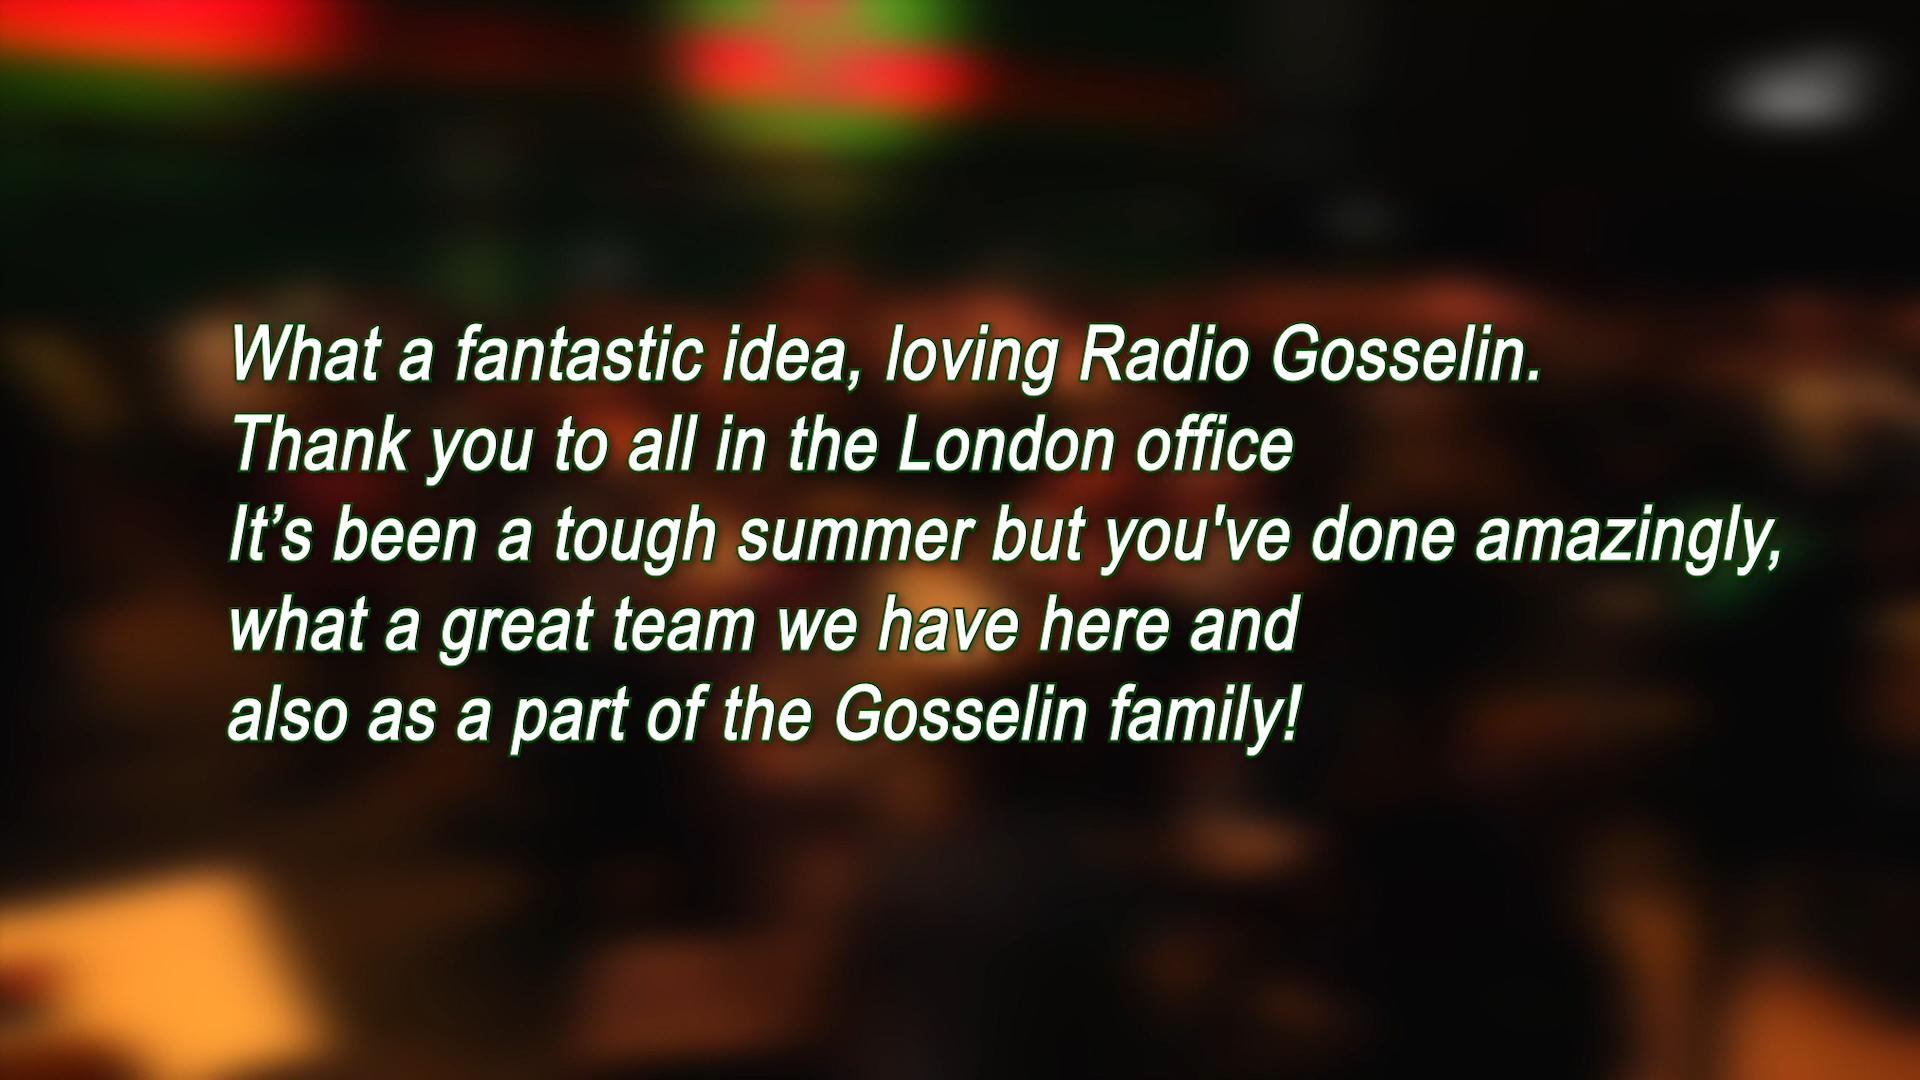 What a fantastic idea, loving Radio Gosselin.
Thank you to all in the London office
It’s been a tough summer but you've done amazingly,
what a great team we have here and
also as a part of the Gosselin family!